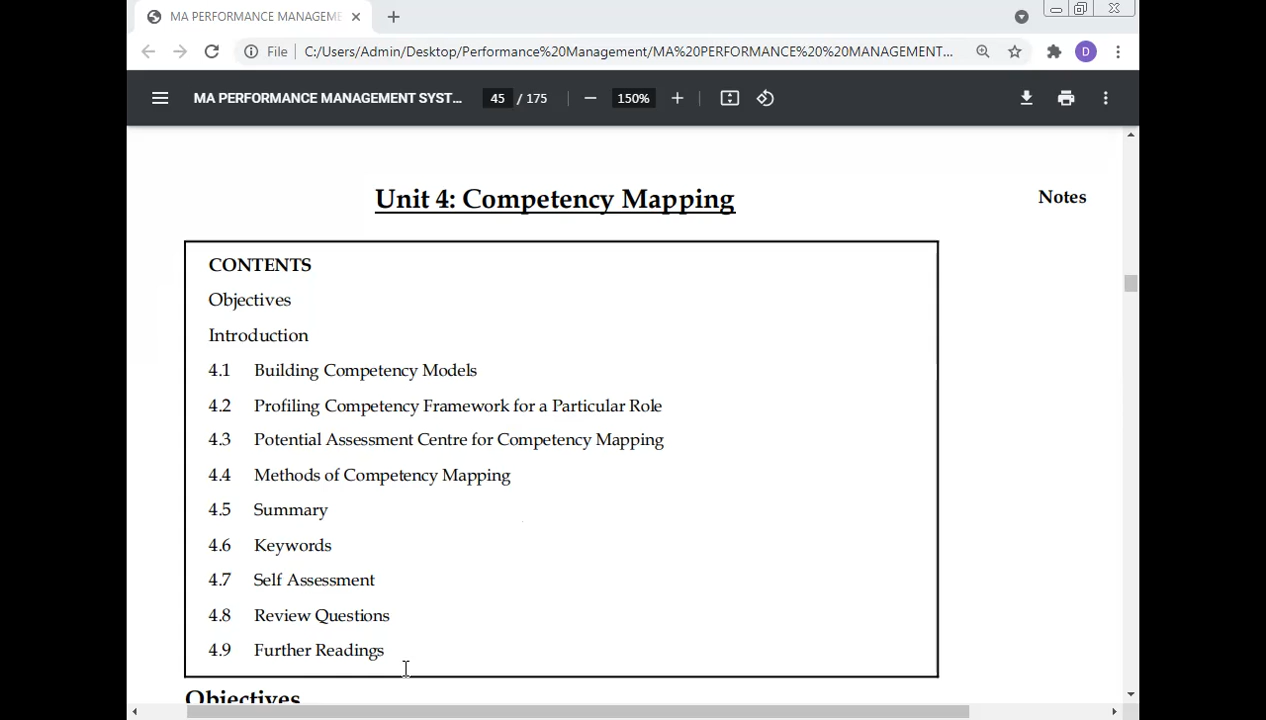 MA PERFORMANCE MANAGEME
File C:/Users/Admin/Desktop/Performance%20Management/MA%20PERFORMANCE%20%20MANAGEMENT... D
MA PERFORMANCE MANAGEMENT SYST... 45 / 175 150%
Unit 4: Competency Mapping
Notes
CONTENTS
Objectives
Introduction
4.1 Building Competency Models
4.2 Profiling Competency Framework for a Particular Role
4.3 Potential Assessment Centre for Competency Mapping
4.4 Methods of Competency Mapping
4.5 Summary
4.6 Keywords
4.7 Self Assessment
4.8 Review Questions
4.9 Further Readings
Objectives